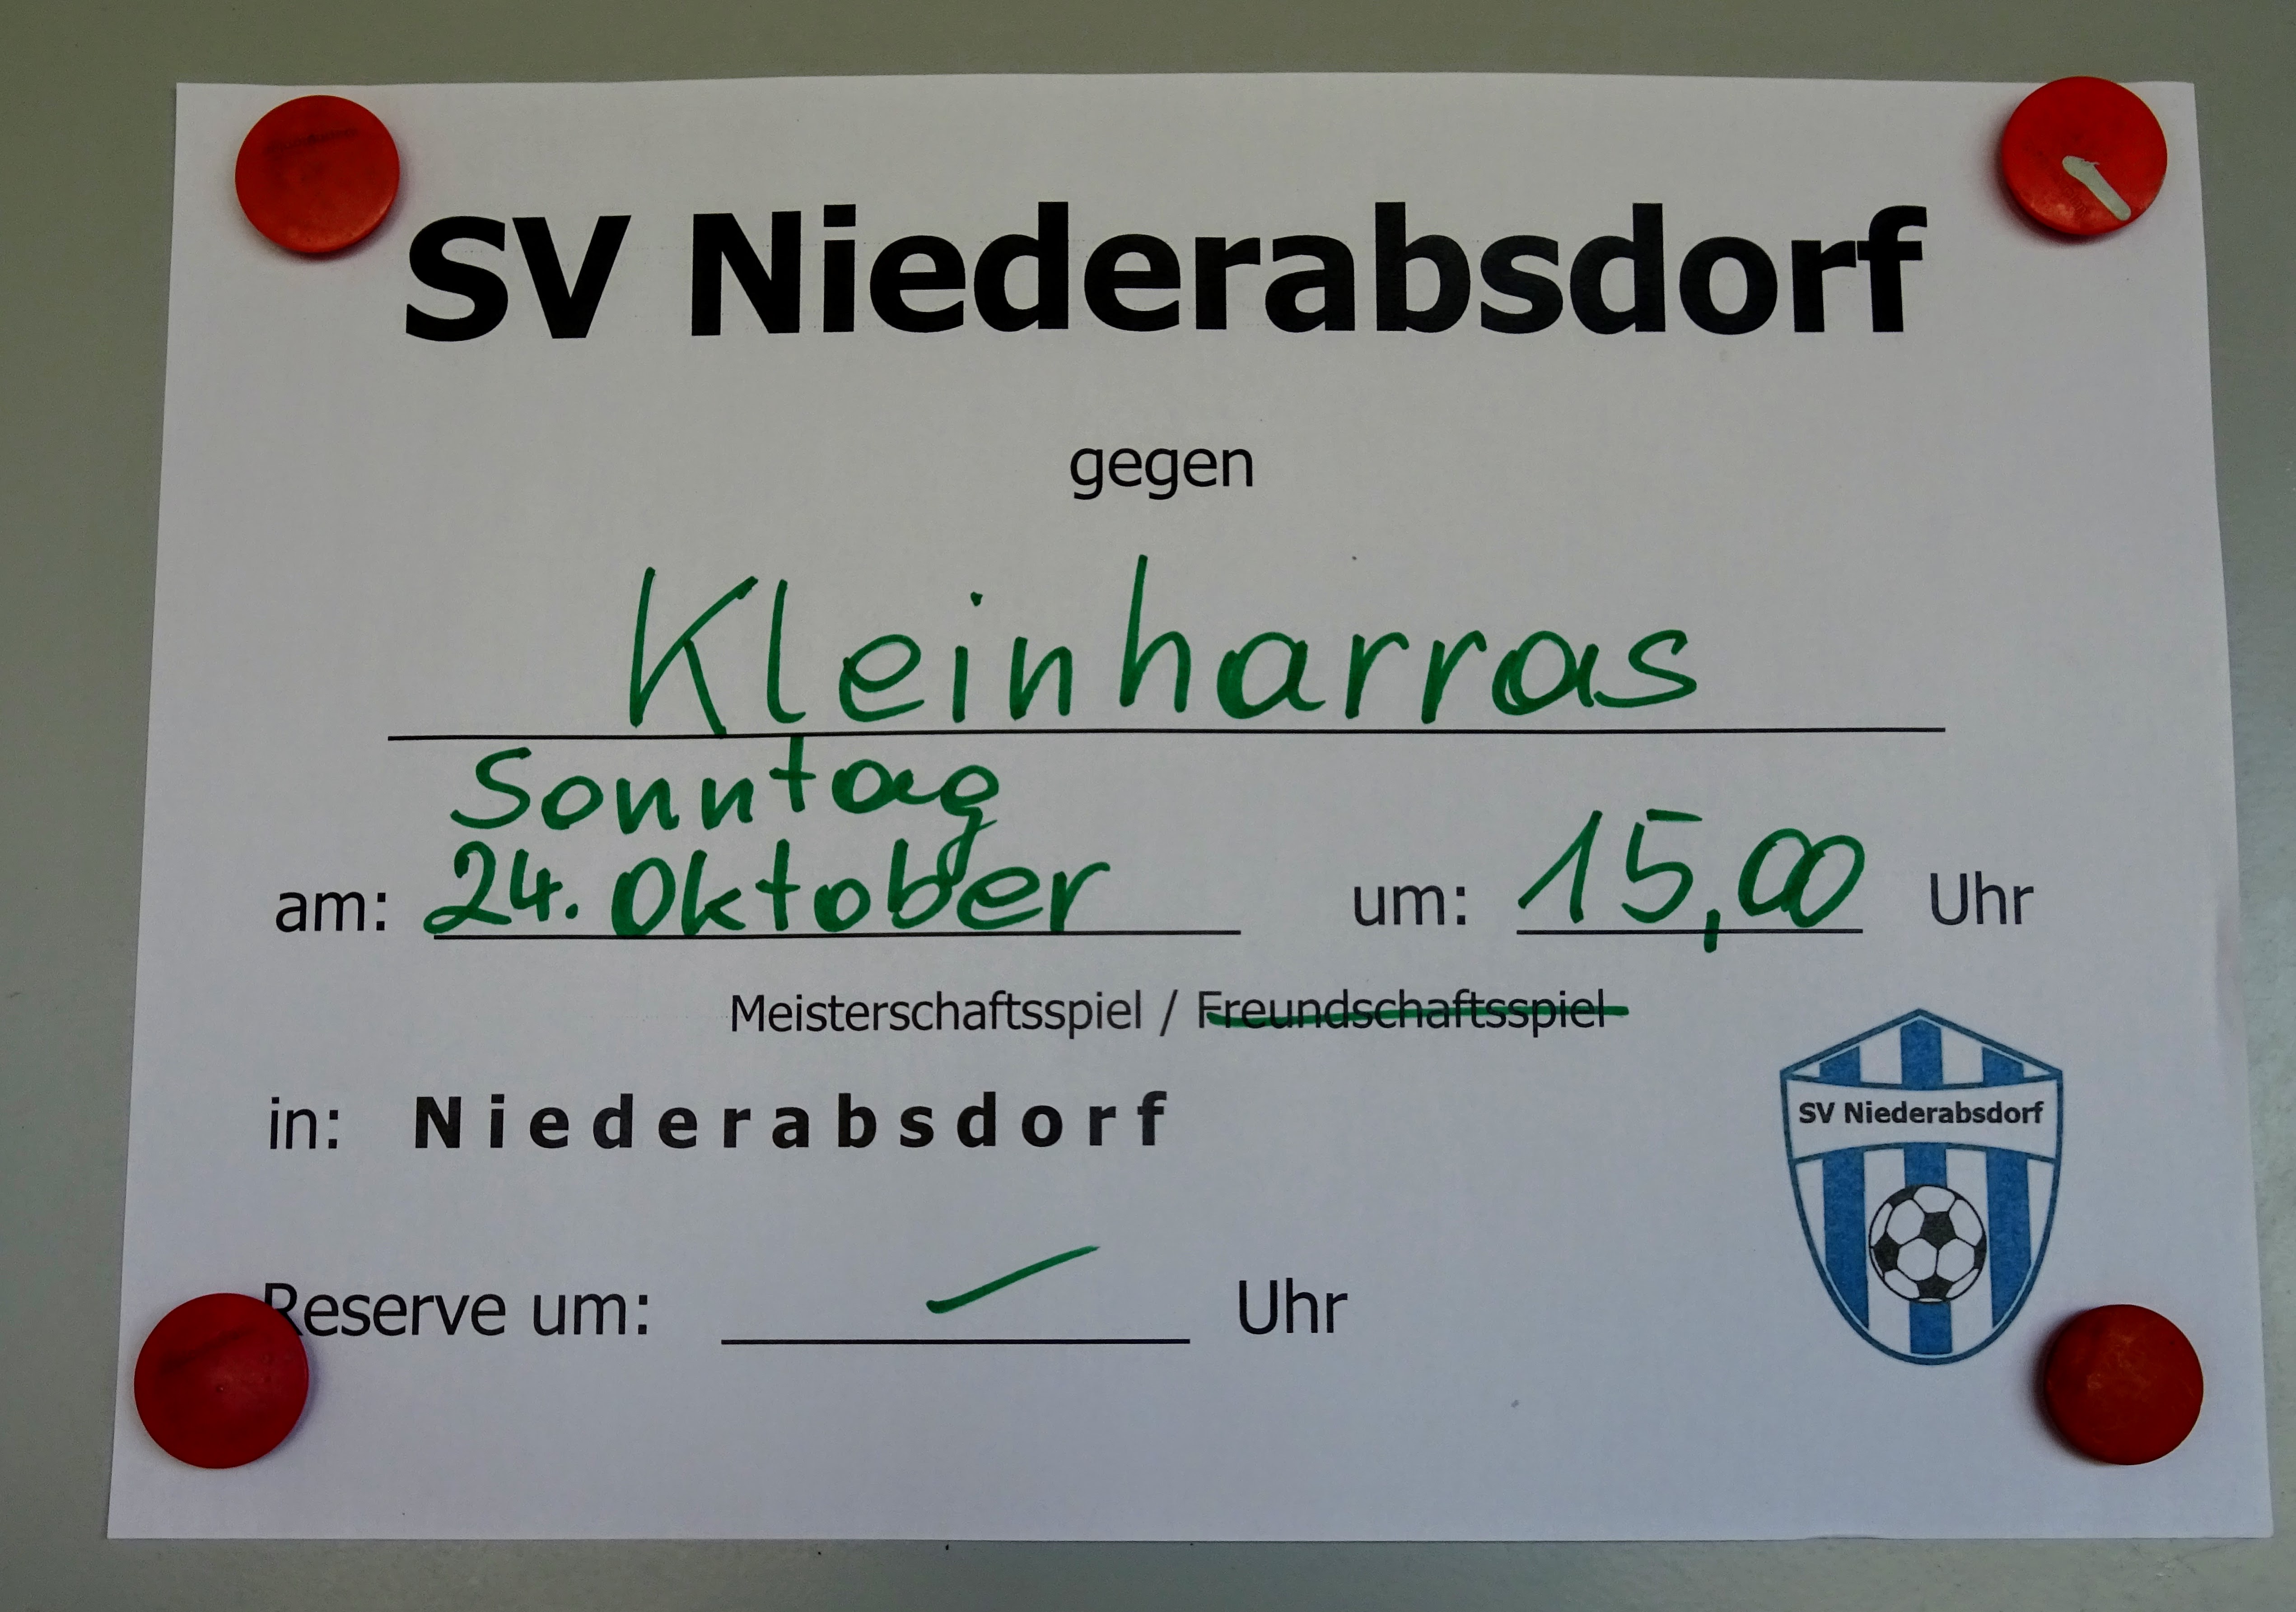 SV Niederabsdorf
gegen
Kleinharras
Sonntag
am: 24. Oktober um: 15,00 Uhr
Meisterschaftsspiel / Freundschaftsspiel
in: Niederabsdorf
SV Niederabsdorf
Reserve um: — Uhr